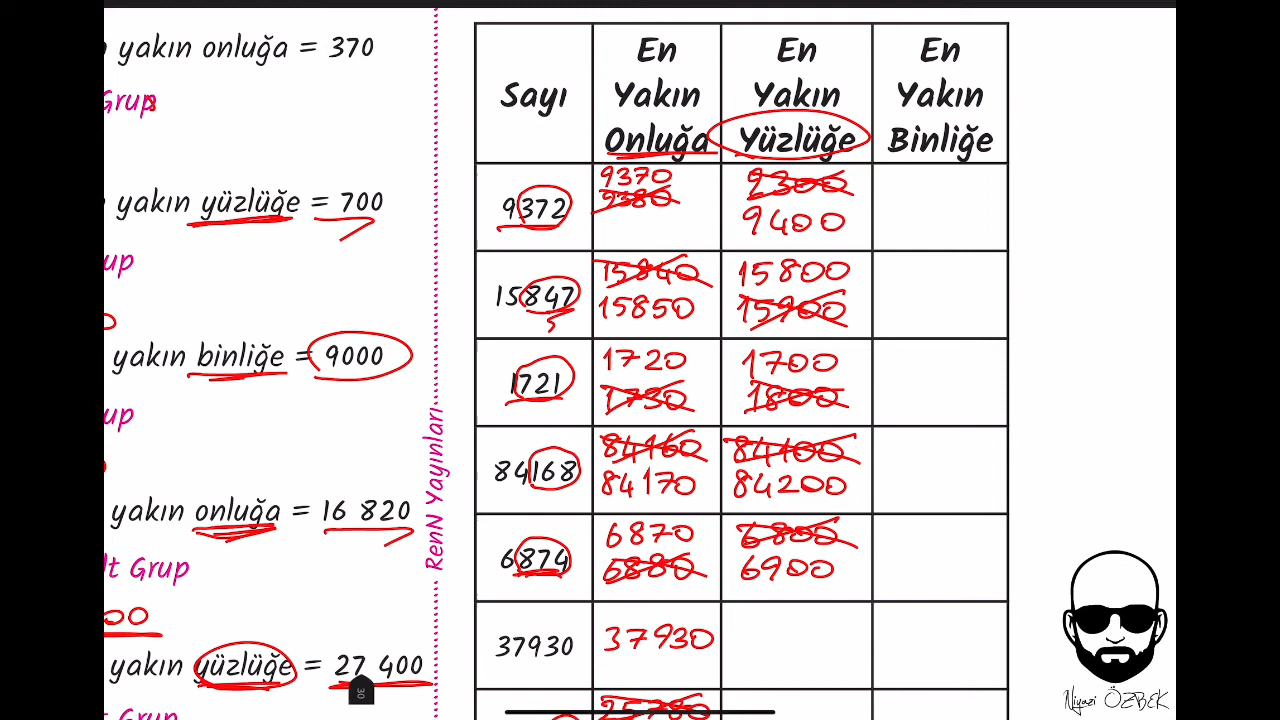 yakın onluğa = 370
Grup
yakın yüzlüğe = 700
up
yakın binliğe = 9000
up
yakın onluğa = 16 820
lt Grup
00
yakın yüzlüğe = 27 400
30
RenN Yayınları
Sayı
En
Yakın
Onluğa
En
Yakın
Yüzlüğe
En
Yakın
Binliğe
9372
9370
9380
9300
9400
15847
15840
15850
15800
15900
1721
1720
1730
1700
1800
84168
84160
84170
84100
84200
6874
6870
6880
6800
6900
37930
37930
25780
Niyazi ÖZBEK